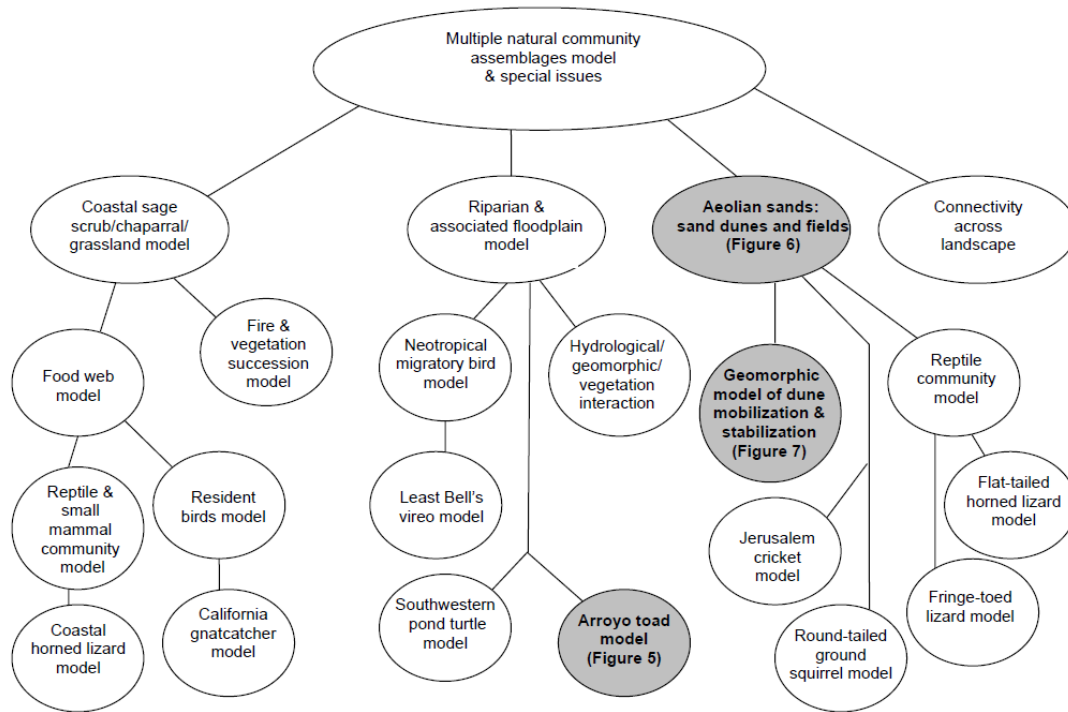 Multiple natural community
assemblages model
& special issues
Coastal sage
scrub/chaparral/
grassland model
Riparian &
associated floodplain
model
Aeolian sands:
sand dunes and fields
(Figure 6)
Connectivity
across
landscape
Food web
model
Fire &
vegetation
succession
model
Neotropical
migratory bird
model
Hydrological/
geomorphic/
vegetation
interaction
Geomorphic
model of dune
mobilization &
stabilization
(Figure 7)
Reptile
community
model
Reptile &
small
mammal
community
model
Resident
birds model
Least Bell's
vireo model
Jerusalem
cricket
model
Flat-tailed
horned lizard
model
Coastal
horned lizard
model
California
gnatcatcher
model
Southwestern
pond turtle
model
Arroyo toad
model
(Figure 5)
Round-tailed
ground
squirrel model
Fringe-toed
lizard model